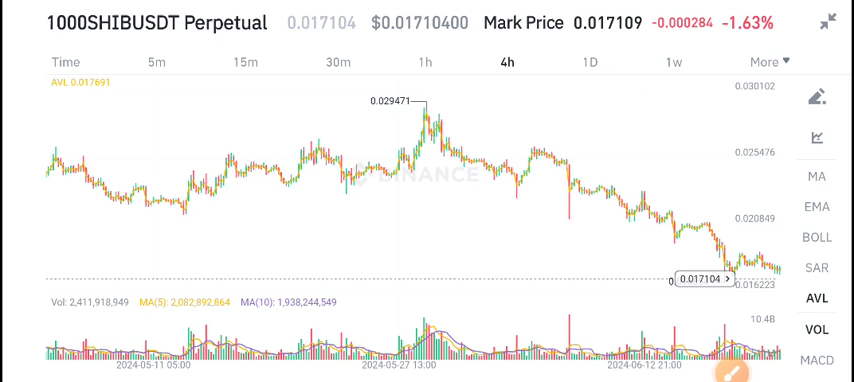 1000SHIBUSDT Perpetual 0.017104 $0.01710400 Mark Price 0.017109 -0.000284 -1.63%
Time 5m 15m 30m 1h 4h 1D 1w More
AVL 0.017691
0.030102
0.029471
0.025476
BINANCE
MA
EMA
0.020849
BOLL
SAR
0.017104 >
0.016223
AVL
Vol: 2,411,918,949 MA(5): 2,082,892,864 MA(10): 1,938,244,549
10.4B
VOL
MACD
2024-05-11 05:00 2024-05-27 13:00 2024-06-12 21:00